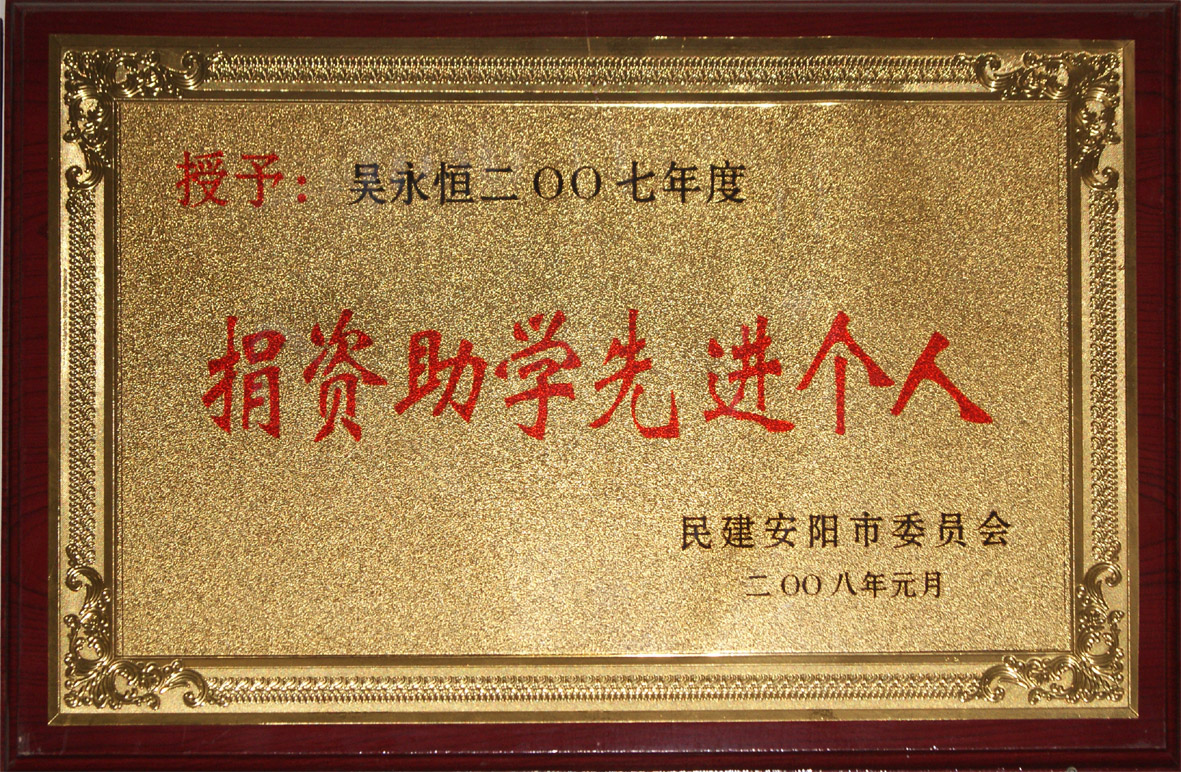 授予：吴永恒二OO七年度
捐资助学先进个人
民建安阳市委员会
二OO八年元月